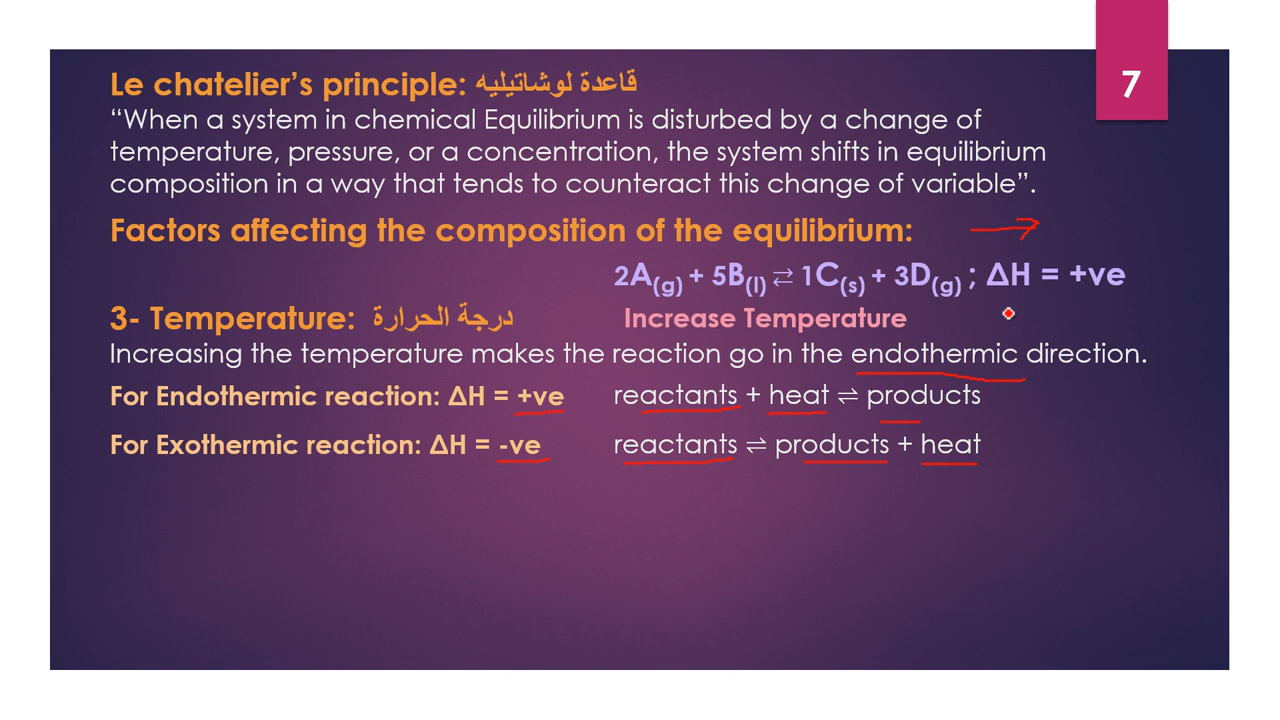 7
Le chatelier’s principle: قاعدة لوشاتيليه
“When a system in chemical Equilibrium is disturbed by a change of
temperature, pressure, or a concentration, the system shifts in equilibrium
composition in a way that tends to counteract this change of variable”.
Factors affecting the composition of the equilibrium:
2A(g) + 5B(l) ⇄ 1C(s) + 3D(g) ; ΔH = +ve
3- Temperature: درجة الحرارة Increase Temperature
Increasing the temperature makes the reaction go in the endothermic direction.
For Endothermic reaction: ΔH = +ve reactants + heat ⇌ products
For Exothermic reaction: ΔH = -ve reactants ⇌ products + heat